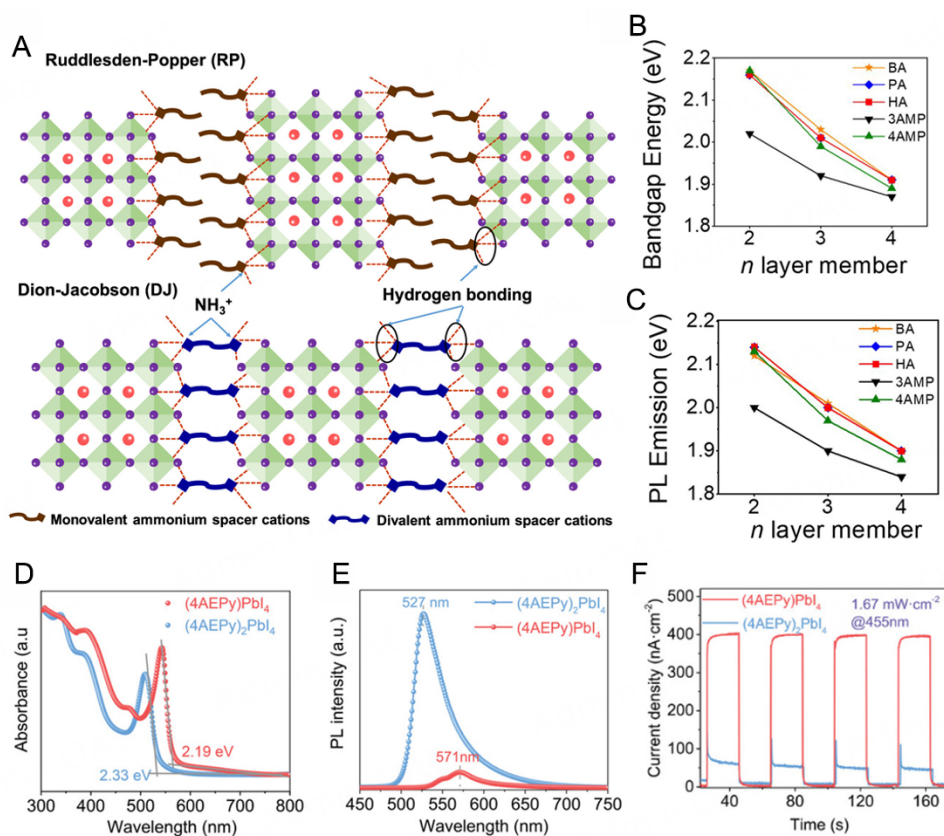 A
Ruddlesden-Popper (RP)
Dion-Jacobson (DJ)
NH₃⁺
Hydrogen bonding
Monovalent ammonium spacer cations
Divalent ammonium spacer cations
B
Bandgap Energy (eV)
2.2
2.1
2.0
1.9
1.8
2
3
4
n layer member
BA
PA
HA
3AMP
4AMP
C
PL Emission (eV)
2.2
2.1
2.0
1.9
1.8
2
3
4
n layer member
BA
PA
HA
3AMP
4AMP
D
Absorbance (a.u
(4AEPy)PbI₄
(4AEPy)₂PbI₄
2.19 eV
2.33 eV
300
400
500
600
700
800
Wavelength (nm)
E
PL intensity (a.u.)
527 nm
(4AEPy)₂PbI₄
(4AEPy)PbI₄
571nm
450
500
550
600
650
700
750
Wavelength (nm)
F
Current density (nA·cm⁻²)
(4AEPy)PbI₄
(4AEPy)₂PbI₄
1.67 mW·cm⁻²
@455nm
500
400
300
200
100
50
0
40
80
120
160
Time (s)